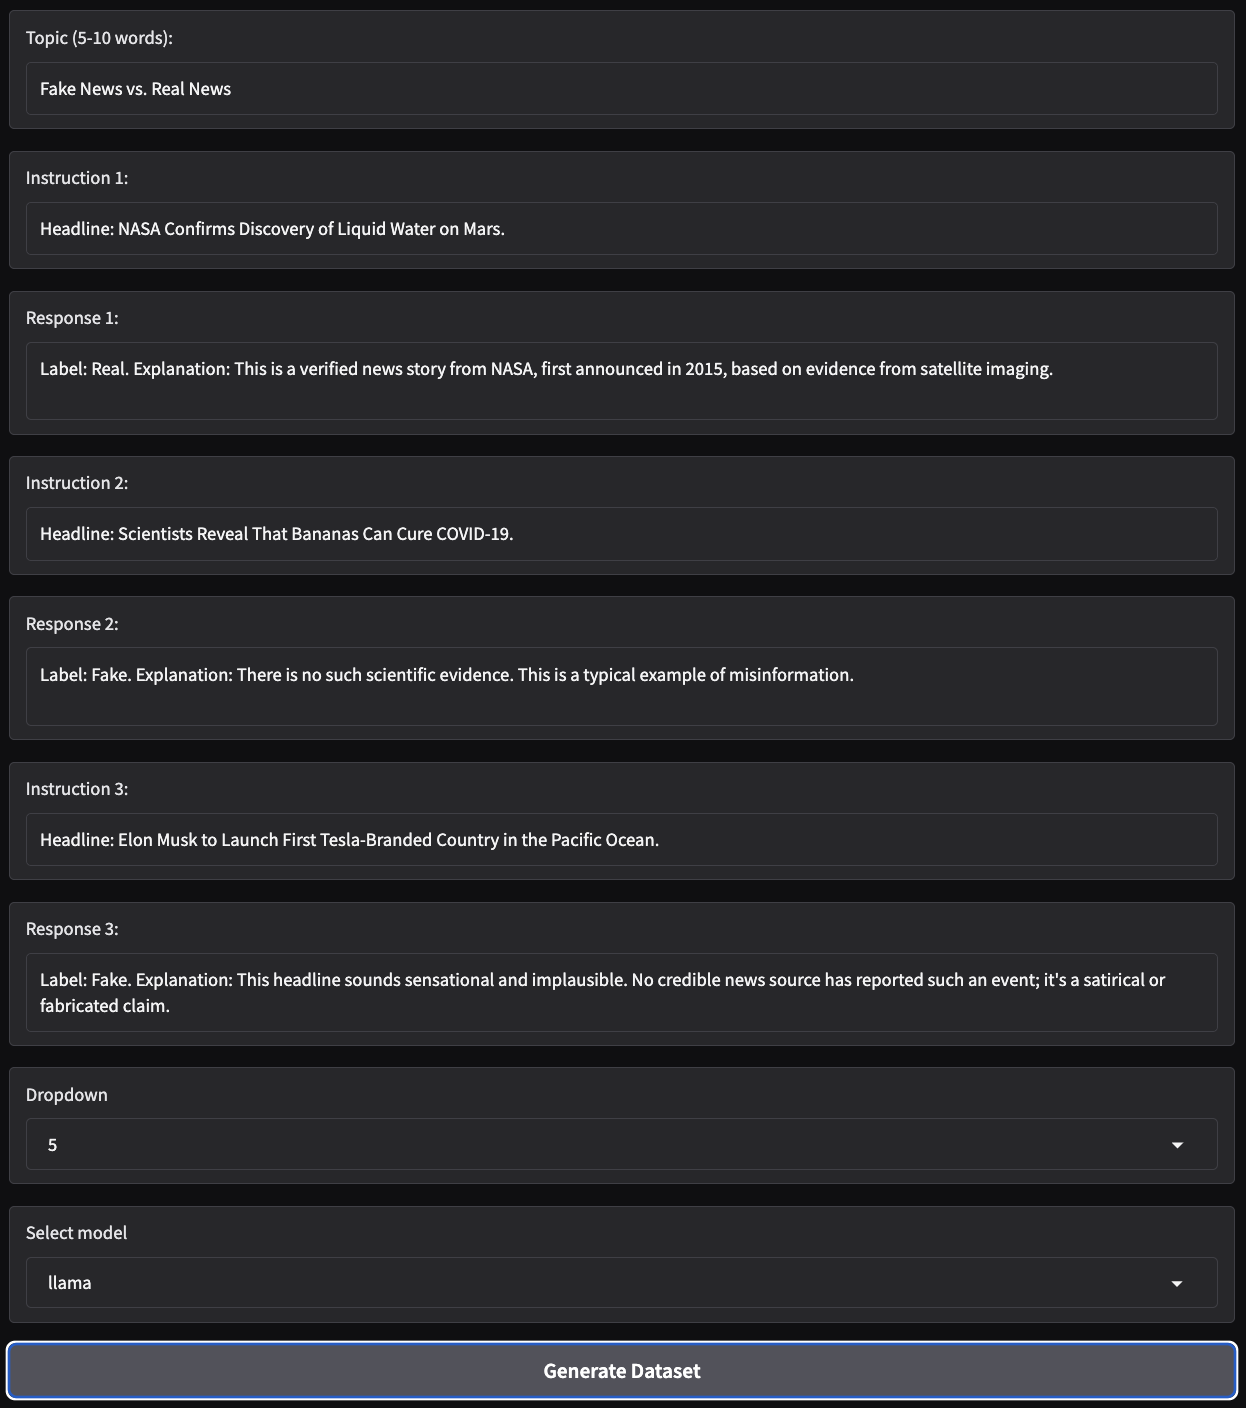 Topic (5-10 words):
Fake News vs. Real News
Instruction 1:
Headline: NASA Confirms Discovery of Liquid Water on Mars.
Response 1:
Label: Real. Explanation: This is a verified news story from NASA, first announced in 2015, based on evidence from satellite imaging.
Instruction 2:
Headline: Scientists Reveal That Bananas Can Cure COVID-19.
Response 2:
Label: Fake. Explanation: There is no such scientific evidence. This is a typical example of misinformation.
Instruction 3:
Headline: Elon Musk to Launch First Tesla-Branded Country in the Pacific Ocean.
Response 3:
Label: Fake. Explanation: This headline sounds sensational and implausible. No credible news source has reported such an event; it's a satirical or
fabricated claim.
Dropdown
5
Select model
llama
Generate Dataset